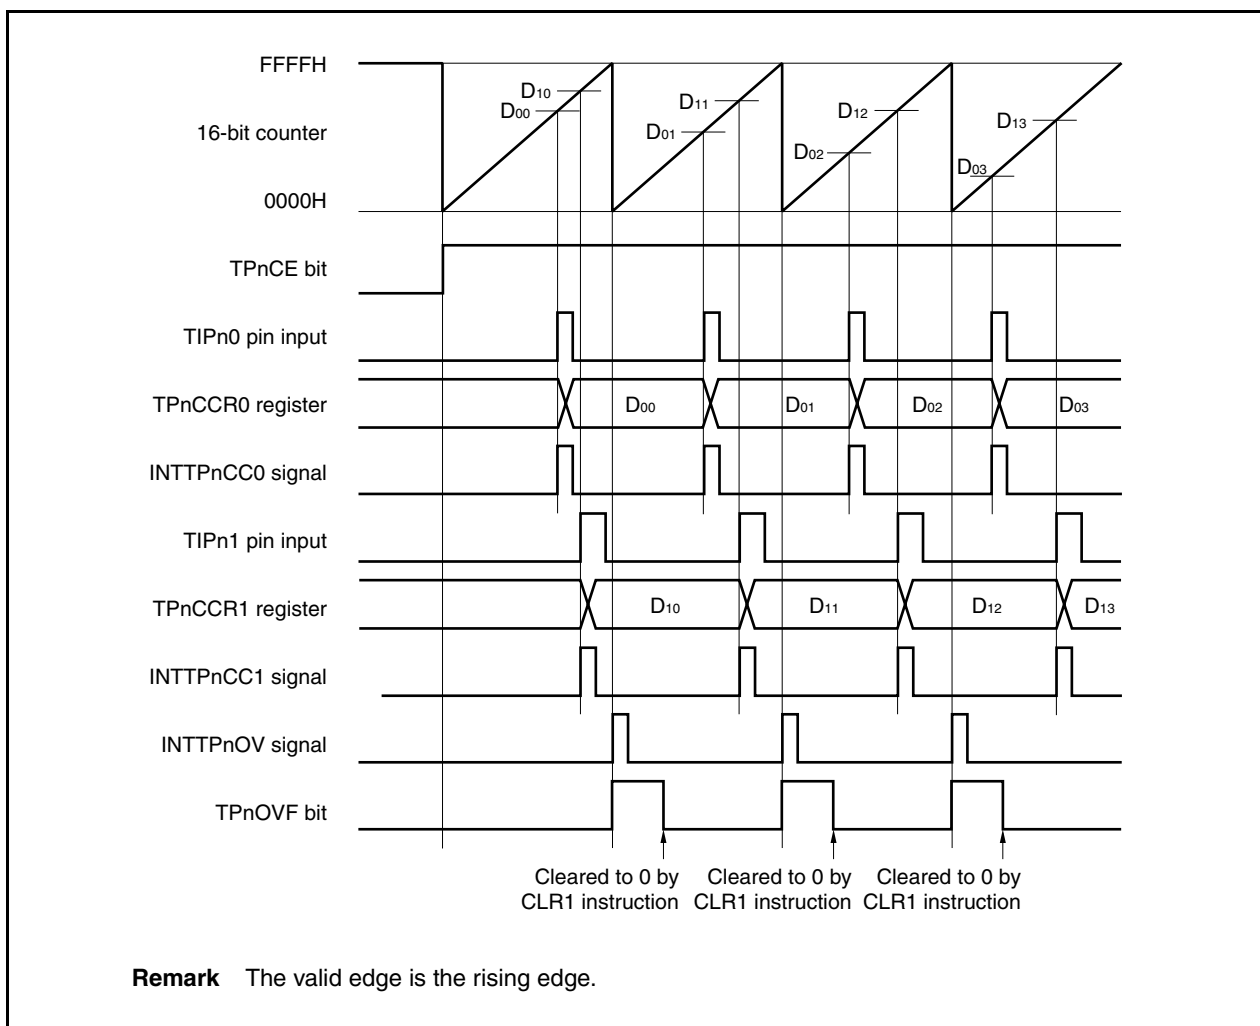 FFFFH
D10
D00
D11
D01
D12
D02
D13
D03
16-bit counter
0000H
TPnCE bit
TIPn0 pin input
TPnCCR0 register
D00
D01
D02
D03
INTTPnCC0 signal
TIPn1 pin input
TPnCCR1 register
D10
D11
D12
D13
INTTPnCC1 signal
INTTPnOV signal
TPnOVF bit
Cleared to 0 by
CLR1 instruction
Cleared to 0 by
CLR1 instruction
Cleared to 0 by
CLR1 instruction
Remark The valid edge is the rising edge.